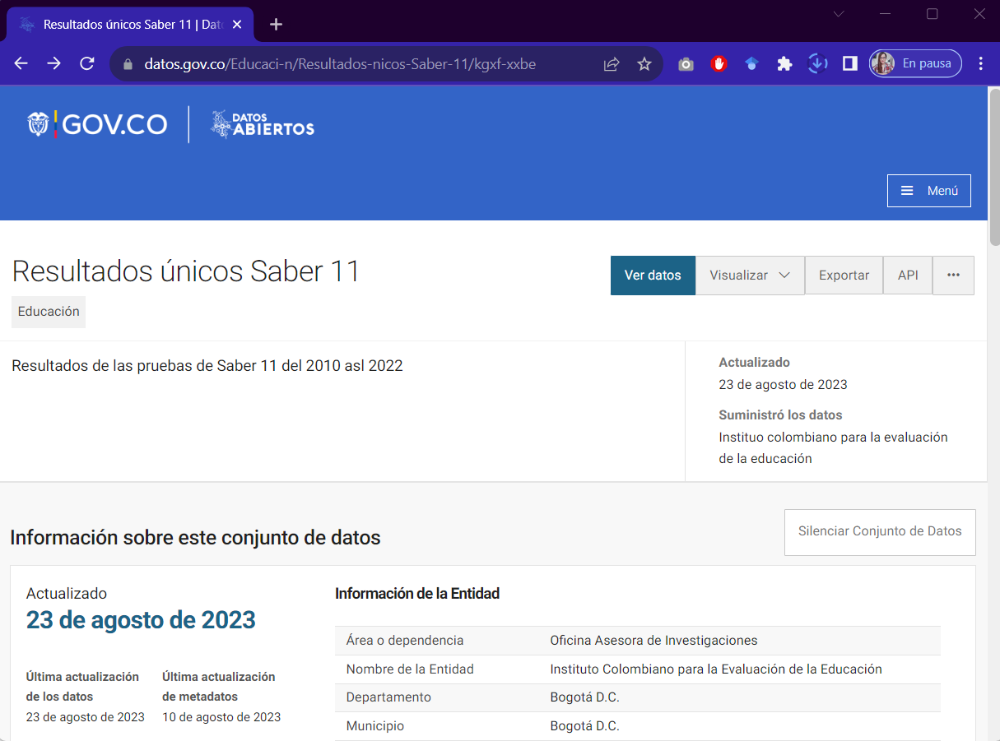 Resultados únicos Saber 11 | Dato
datos.gov.co/Educaci-n/Resultados-nicos-Saber-11/kgxf-xxbe
En pausa
GOV.CO
DATOS
ABIERTOS
Menú
Resultados únicos Saber 11
Ver datos
Visualizar
Exportar
API
Educación
Resultados de las pruebas de Saber 11 del 2010 asl 2022
Actualizado
23 de agosto de 2023
Suministró los datos
Instituo colombiano para la evaluación
de la educación
Información sobre este conjunto de datos
Silenciar Conjunto de Datos
Actualizado
23 de agosto de 2023
Última actualización
de los datos
23 de agosto de 2023
Última actualización
de metadatos
10 de agosto de 2023
Información de la Entidad
Área o dependencia Oficina Asesora de Investigaciones
Nombre de la Entidad Instituto Colombiano para la Evaluación de la Educación
Departamento Bogotá D.C.
Municipio Bogotá D.C.